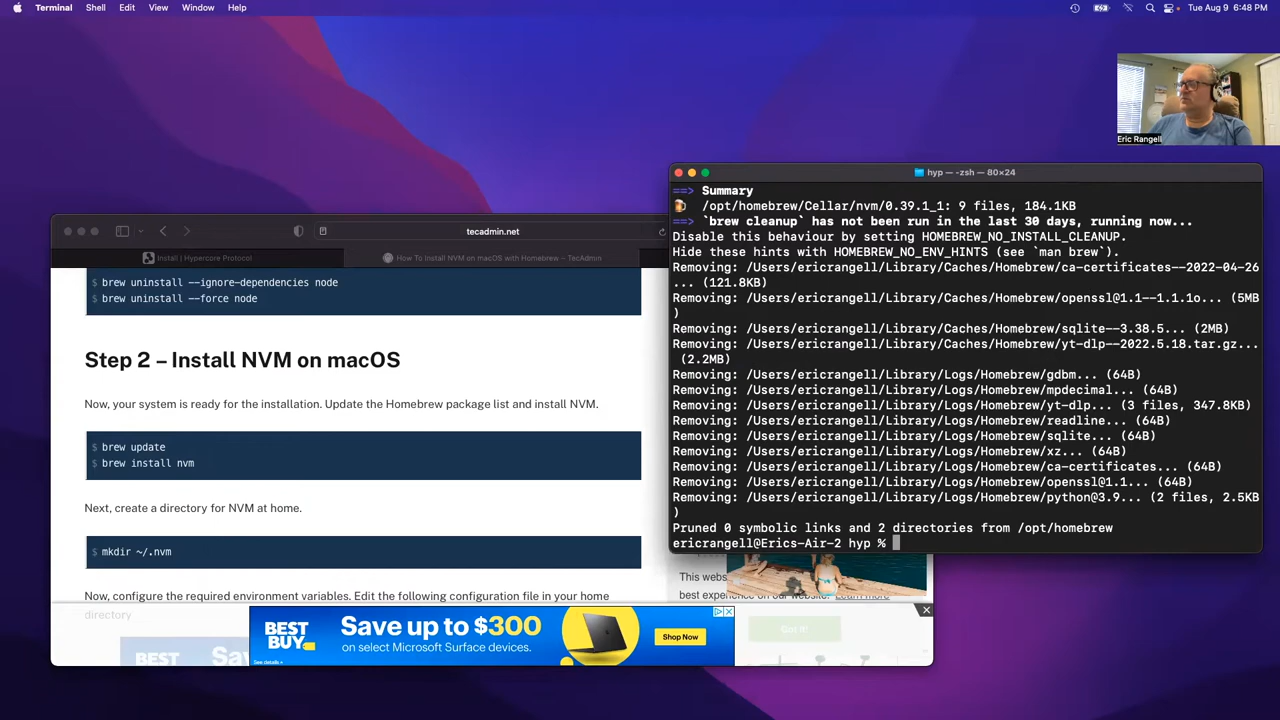 Terminal Shell Edit View Window Help
Tue Aug 9 6:48 PM
Eric Rangell
tecadmin.net
Install | Hypercore Protocol
How To Install NVM on macOS with Homebrew – TecAdmin
$ brew uninstall --ignore-dependencies node
$ brew uninstall --force node
Step 2 – Install NVM on macOS
Now, your system is ready for the installation. Update the Homebrew package list and install NVM.
$ brew update
$ brew install nvm
Next, create a directory for NVM at home.
$ mkdir ~/.nvm
Now, configure the required environment variables. Edit the following configuration file in your home
directory
This webs
best experience on our website. Learn more
Got it!
BEST
BUY
See details »
Save up to $300
on select Microsoft Surface devices.
Shop Now
BEST
Sav
hyp — -zsh — 80×24
==> Summary
🍺 /opt/homebrew/Cellar/nvm/0.39.1_1: 9 files, 184.1KB
==> `brew cleanup` has not been run in the last 30 days, running now...
Disable this behaviour by setting HOMEBREW_NO_INSTALL_CLEANUP.
Hide these hints with HOMEBREW_NO_ENV_HINTS (see `man brew`).
Removing: /Users/ericrangell/Library/Caches/Homebrew/ca-certificates--2022-04-26
... (121.8KB)
Removing: /Users/ericrangell/Library/Caches/Homebrew/openssl@1.1--1.1.1o... (5MB
)
Removing: /Users/ericrangell/Library/Caches/Homebrew/sqlite--3.38.5... (2MB)
Removing: /Users/ericrangell/Library/Caches/Homebrew/yt-dlp--2022.5.18.tar.gz...
(2.2MB)
Removing: /Users/ericrangell/Library/Logs/Homebrew/gdbm... (64B)
Removing: /Users/ericrangell/Library/Logs/Homebrew/mpdecimal... (64B)
Removing: /Users/ericrangell/Library/Logs/Homebrew/yt-dlp... (3 files, 347.8KB)
Removing: /Users/ericrangell/Library/Logs/Homebrew/readline... (64B)
Removing: /Users/ericrangell/Library/Logs/Homebrew/sqlite... (64B)
Removing: /Users/ericrangell/Library/Logs/Homebrew/xz... (64B)
Removing: /Users/ericrangell/Library/Logs/Homebrew/ca-certificates... (64B)
Removing: /Users/ericrangell/Library/Logs/Homebrew/openssl@1.1... (64B)
Removing: /Users/ericrangell/Library/Logs/Homebrew/python@3.9... (2 files, 2.5KB
)
Pruned 0 symbolic links and 2 directories from /opt/homebrew
ericrangell@Erics-Air-2 hyp %